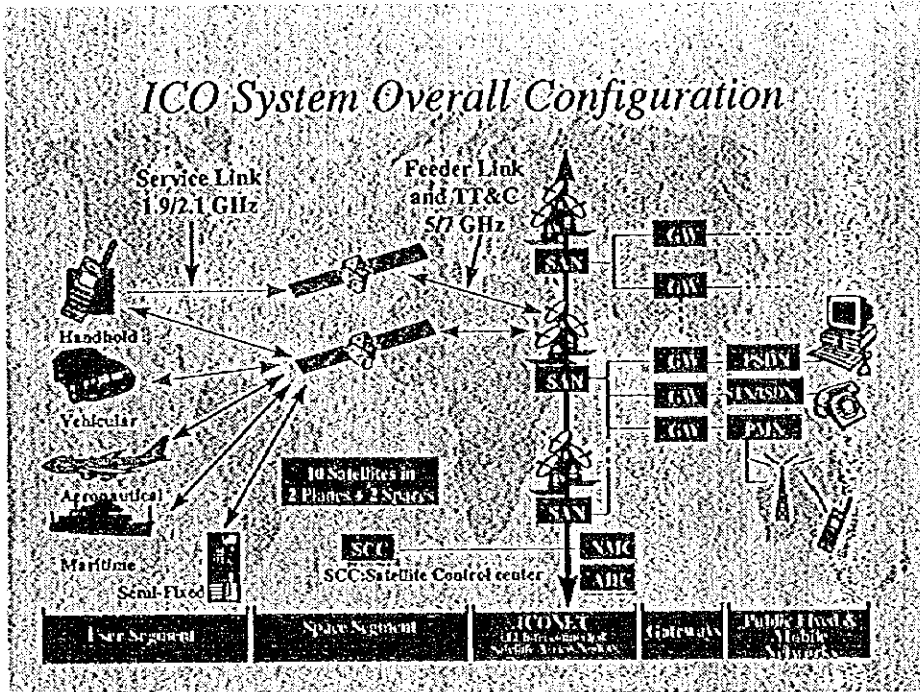 ICO System Overall Configuration
Service Link
1.9/2.1 GHz
Feeder Link
and TT&C
5/7 GHz
GW
SAN
GW
Handhold
GW
PSDN
SAN
GW
Vehicular
GW
10 Satellites in
2 Planes + 2 Spares
Aeronautical
SAN
SCC
NMC
SCC:Satellite Control center
Maritime
Semi-Fixed
User Segment
Space Segment
ICONET
Gateways
Public Fixed &
Mobile